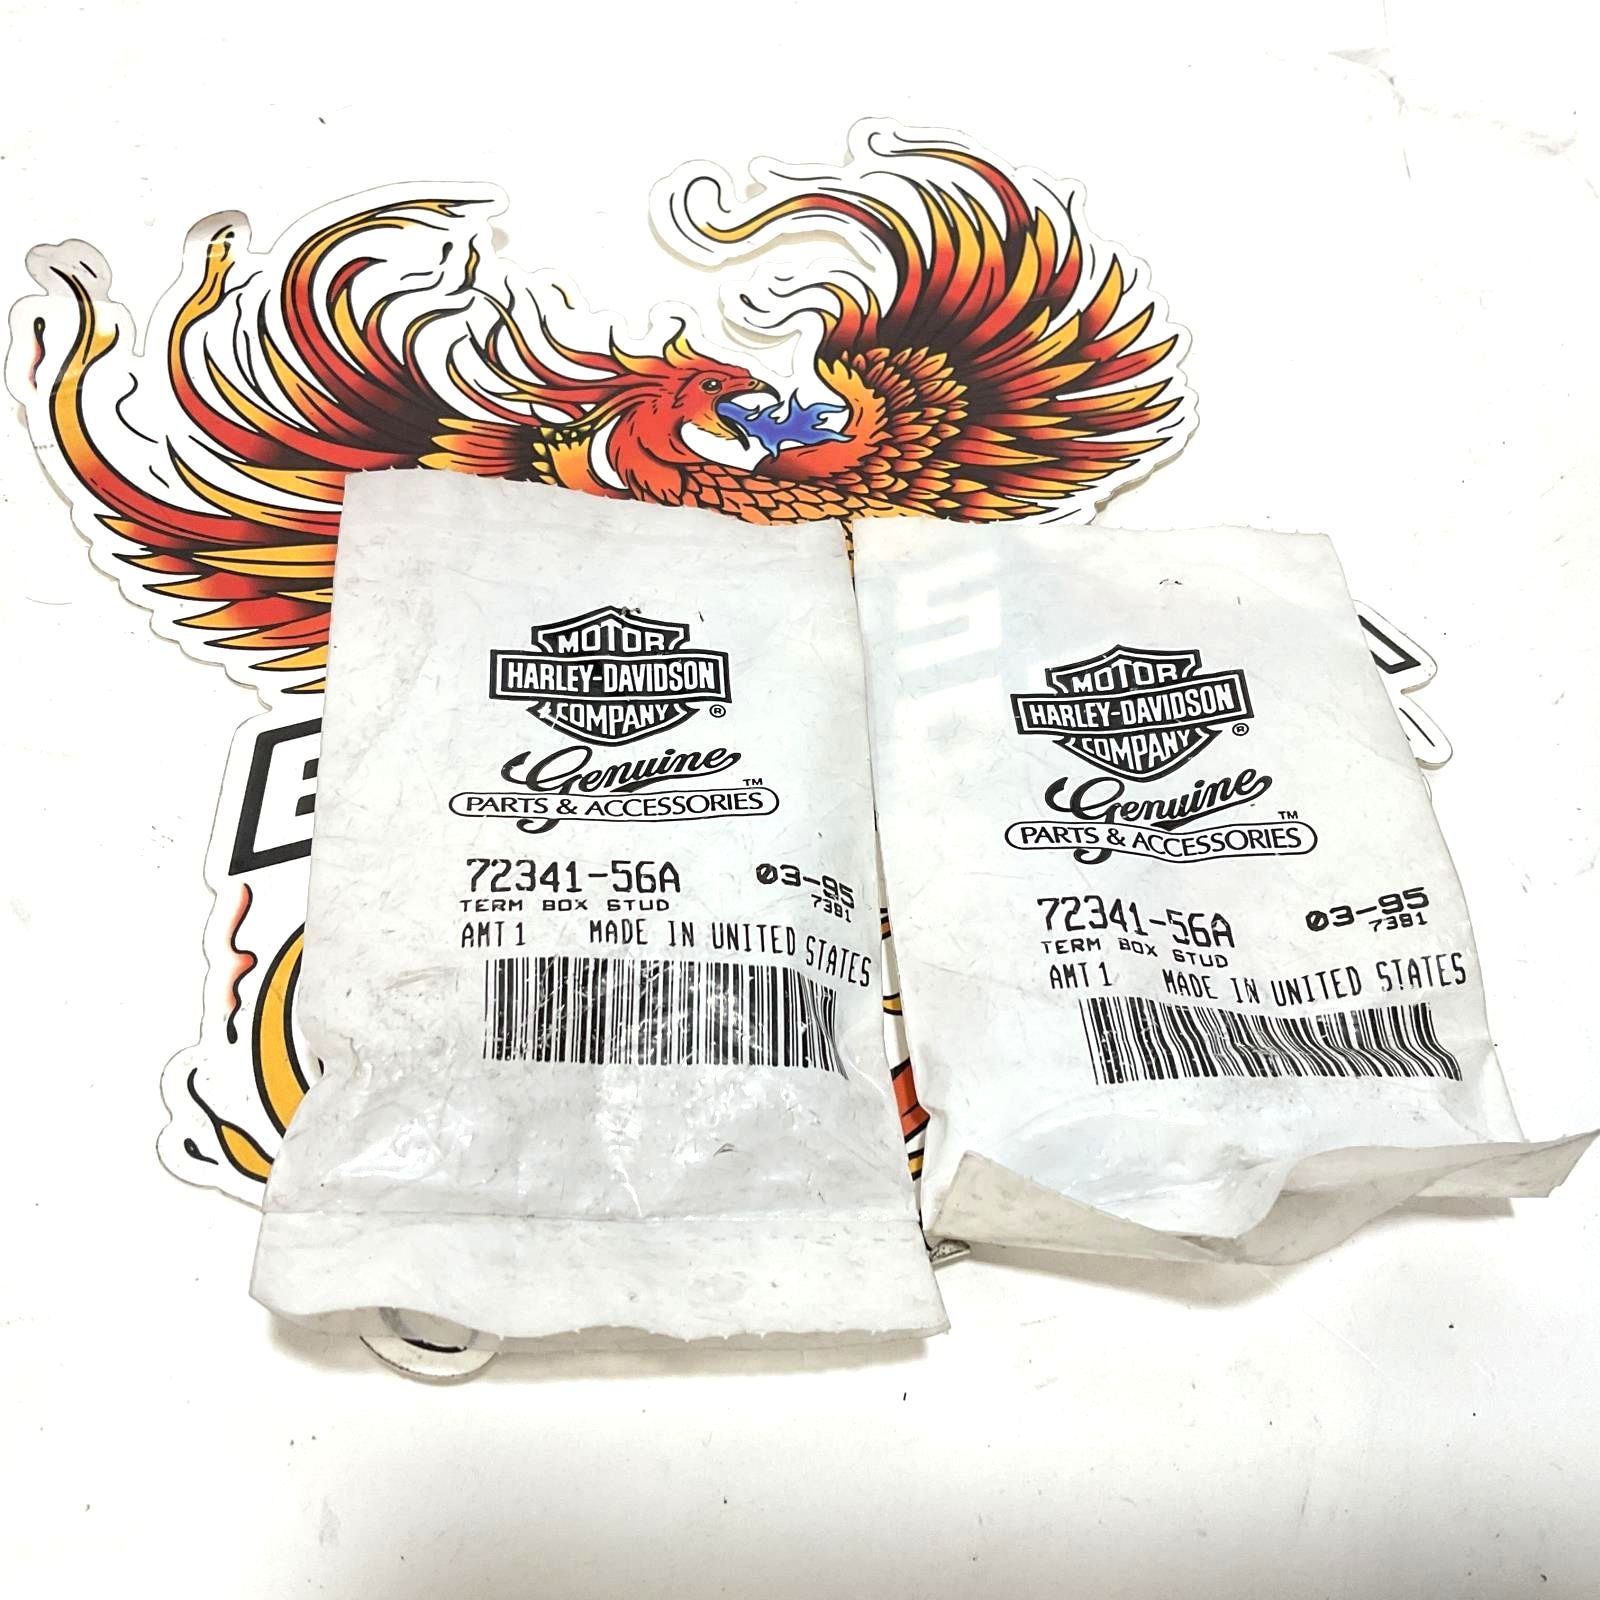 MOTOR
HARLEY-DAVIDSON
COMPANY ®
Genuine ™
PARTS & ACCESSORIES
72341-56A 03-95
TERM BOX STUD 7381
AMT 1 MADE IN UNITED STATES
MOTOR
HARLEY-DAVIDSON
COMPANY ®
Genuine ™
PARTS & ACCESSORIES
72341-56A 03-95
TERM BOX STUD 7381
AMT 1 MADE IN UNITED STATES